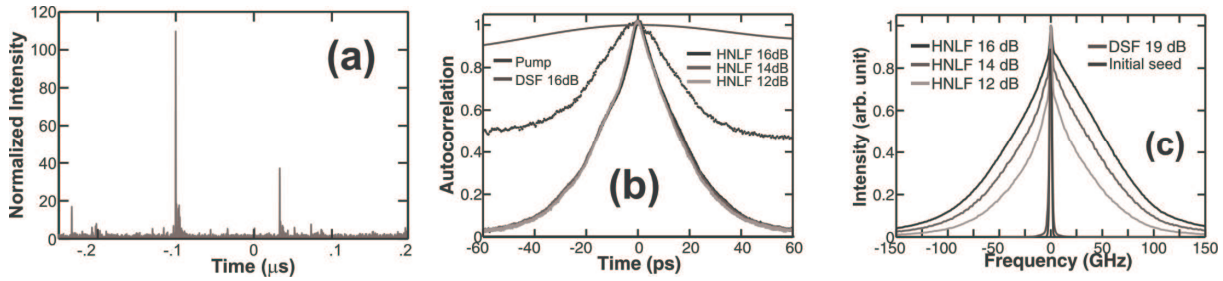 Normalized Intensity
120
100
80
60
40
20
0
-.2
-.1
0
.1
.2
Time (μs)
(a)
Autocorrelation
1
0.8
0.6
0.4
0.2
0
-60
-40
-20
0
20
40
60
Time (ps)
Pump
DSF 16dB
HNLF 16dB
HNLF 14dB
HNLF 12dB
(b)
Intensity (arb. unit)
1
0.8
0.6
0.4
0.2
0
-150
-100
-50
0
50
100
150
Frequency (GHz)
HNLF 16 dB
HNLF 14 dB
HNLF 12 dB
DSF 19 dB
Initial seed
(c)